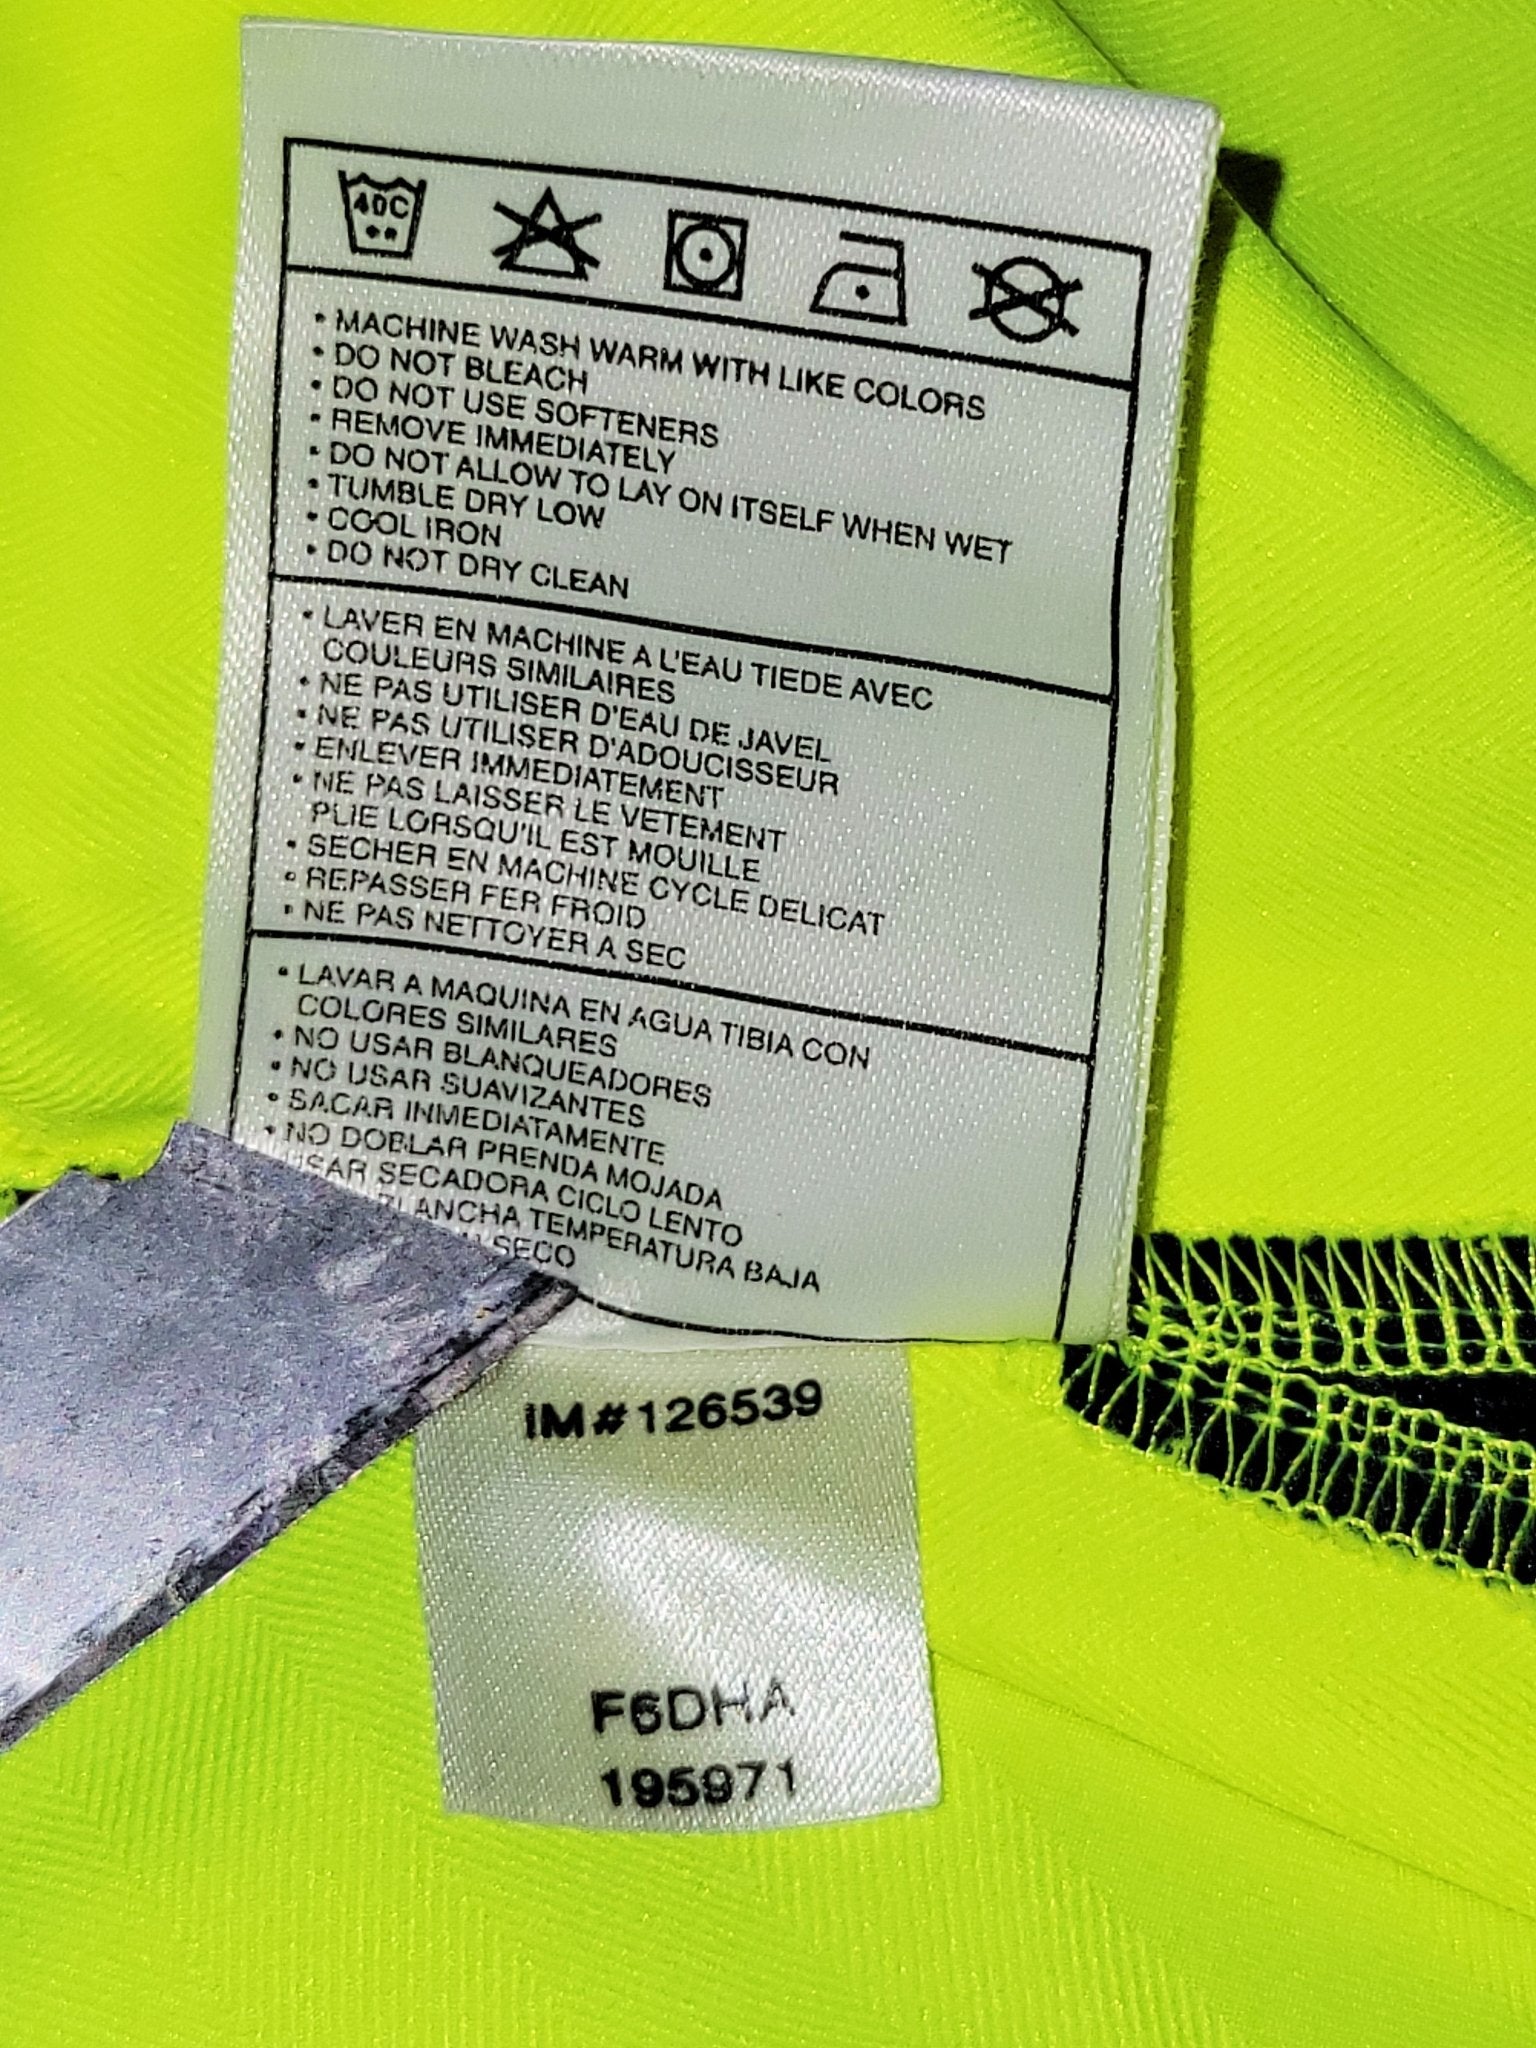 40C
• MACHINE WASH WARM WITH LIKE COLORS
• DO NOT BLEACH
• DO NOT USE SOFTENERS
• REMOVE IMMEDIATELY
• DO NOT ALLOW TO LAY ON ITSELF WHEN WET
• TUMBLE DRY LOW
• COOL IRON
• DO NOT DRY CLEAN
• LAVER EN MACHINE A L'EAU TIEDE AVEC
COULEURS SIMILAIRES
• NE PAS UTILISER D'EAU DE JAVEL
• NE PAS UTILISER D'ADOUCISSEUR
• ENLEVER IMMEDIATEMENT
• NE PAS LAISSER LE VETEMENT
PLIE LORSQU'IL EST MOUILLE
• SECHER EN MACHINE CYCLE DELICAT
• REPASSER FER FROID
• NE PAS NETTOYER A SEC
• LAVAR A MAQUINA EN AGUA TIBIA CON
COLORES SIMILARES
• NO USAR BLANQUEADORES
• NO USAR SUAVIZANTES
• SACAR INMEDIATAMENTE
• NO DOBLAR PRENDA MOJADA
USAR SECADORA CICLO LENTO
PLANCHA TEMPERATURA BAJA
SECO
IM#126539
F6DHA
195971